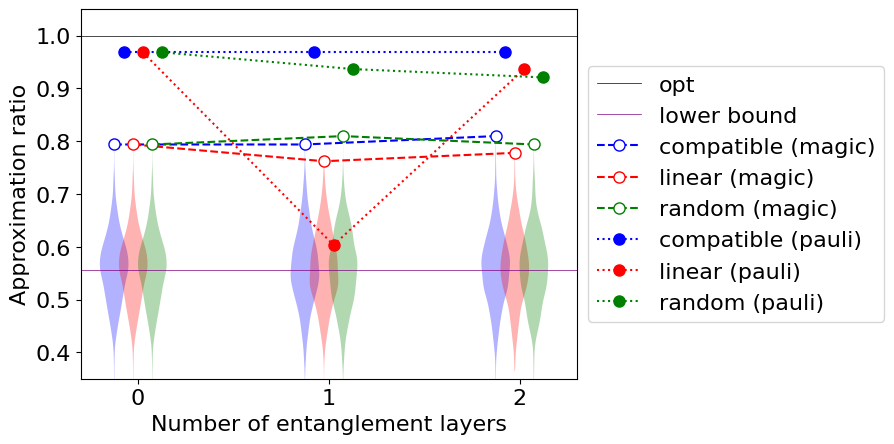 1.0
0.9
0.8
0.7
0.6
0.5
0.4
Approximation ratio
0 1 2
Number of entanglement layers
opt
lower bound
compatible (magic)
linear (magic)
random (magic)
compatible (pauli)
linear (pauli)
random (pauli)